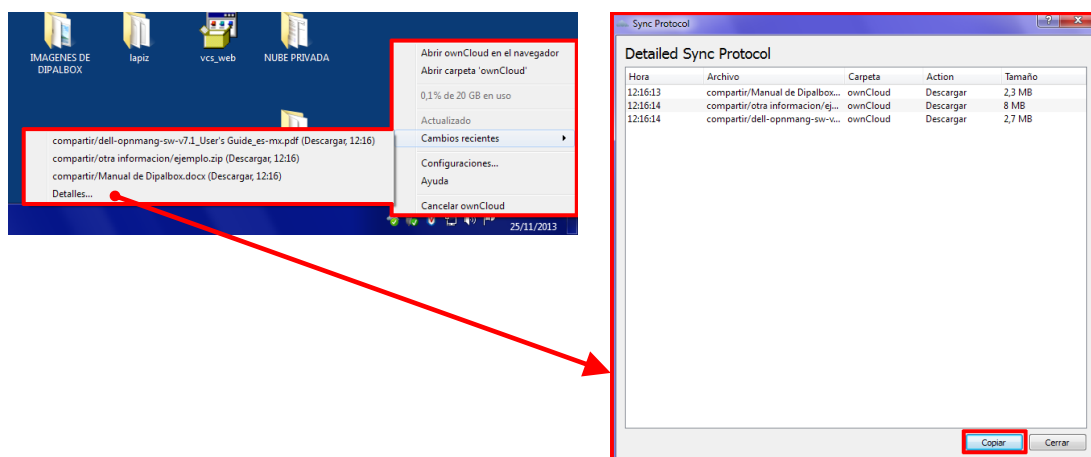 IMAGENES DE DIPALBOX
lapiz
vcs_web
NUBE PRIVADA
Abrir ownCloud en el navegador
Abrir carpeta 'ownCloud'
0,1% de 20 GB en uso
Actualizado
Cambios recientes
Configuraciones...
Ayuda
Cancelar ownCloud
compartir/dell-opnmang-sw-v7.1_User's Guide_es-mx.pdf (Descargar, 12:16)
compartir/otra informacion/ejemplo.zip (Descargar, 12:16)
compartir/Manual de Dipalbox.docx (Descargar, 12:16)
Detalles...
25/11/2013
Sync Protocol
Detailed Sync Protocol
Hora Archivo Carpeta Action Tamaño
12:16:13 compartir/Manual de Dipalbox... ownCloud Descargar 2,3 MB
12:16:14 compartir/otra informacion/ej... ownCloud Descargar 8 MB
12:16:14 compartir/dell-opnmang-sw-v... ownCloud Descargar 2,7 MB
Copiar Cerrar